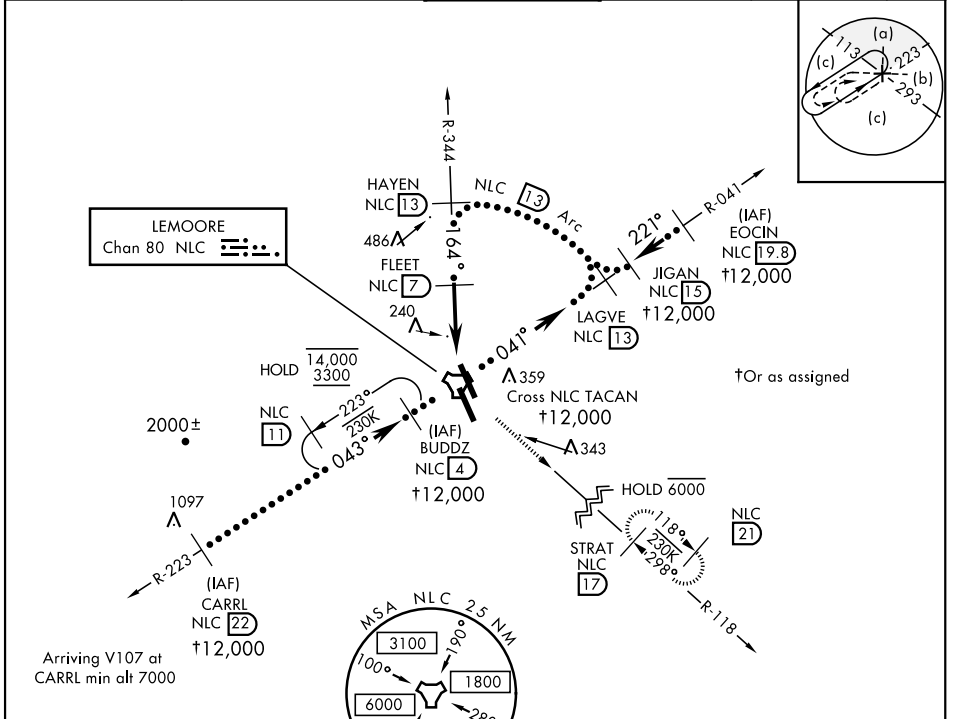 (a)
113
223
(c)
(b)
293
(c)
R-344
HAYEN
NLC 13
NLC 13 Arc
R-041
486
164°
221°
(IAF)
EOCIN
NLC 19.8
†12,000
LEMOORE
Chan 80 NLC
FLEET
NLC 7
JIGAN
NLC 15
†12,000
240
LAGVE
NLC 13
041°
HOLD 14,000
3300
359
Cross NLC TACAN
†12,000
†Or as assigned
NLC
11
223°
230K
043°
2000±
(IAF)
BUDDZ
NLC 4
†12,000
343
HOLD 6000
1097
118°
230K
298°
NLC
21
STRAT
NLC
17
R-223
(IAF)
CARRL
NLC 22
†12,000
R-118
MSA NLC 25 NM
3100
190°
100°
1800
6000
Arriving V107 at
CARRL min alt 7000